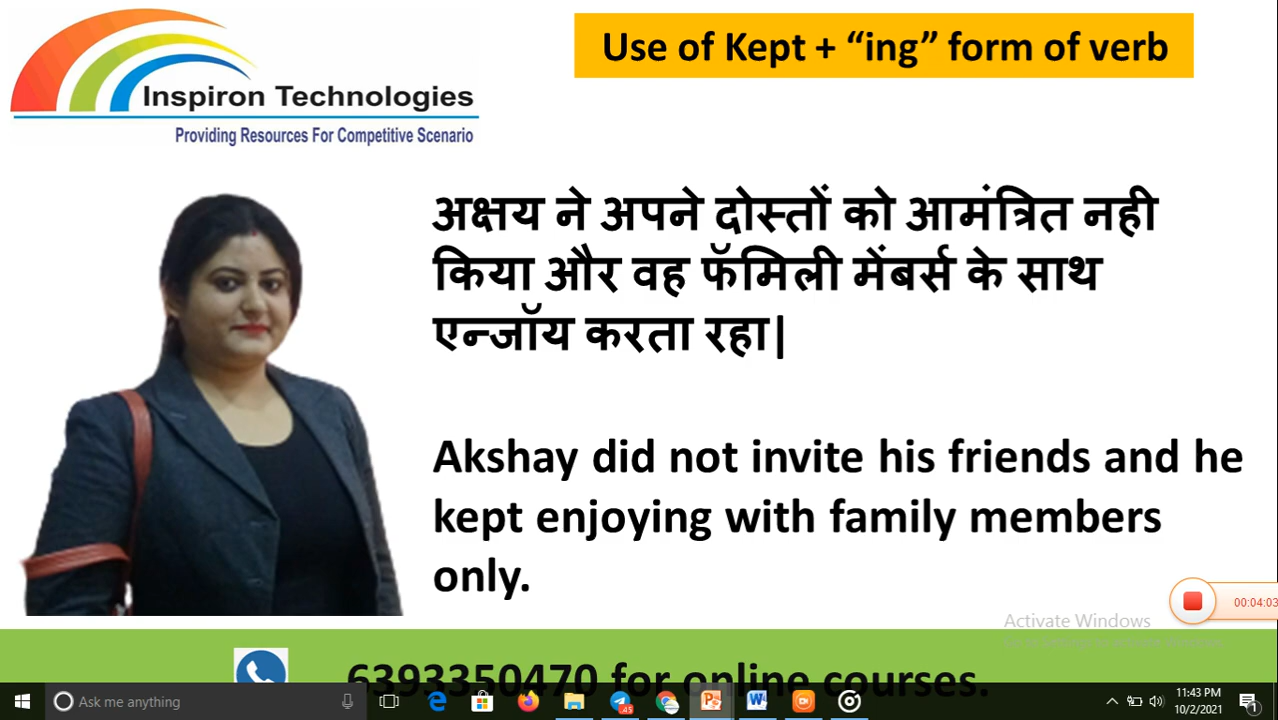 Inspiron Technologies
Providing Resources For Competitive Scenario
Use of Kept + “ing” form of verb
अक्षय ने अपने दोस्तों को आमंत्रित नही
किया और वह फॅमिली मेंबर्स के साथ
एन्जॉय करता रहा|
Akshay did not invite his friends and he
kept enjoying with family members
only.
00:04:03
Activate Windows
6393350470 for online courses.
Ask me anything
45
11:43 PM
10/2/2021
1